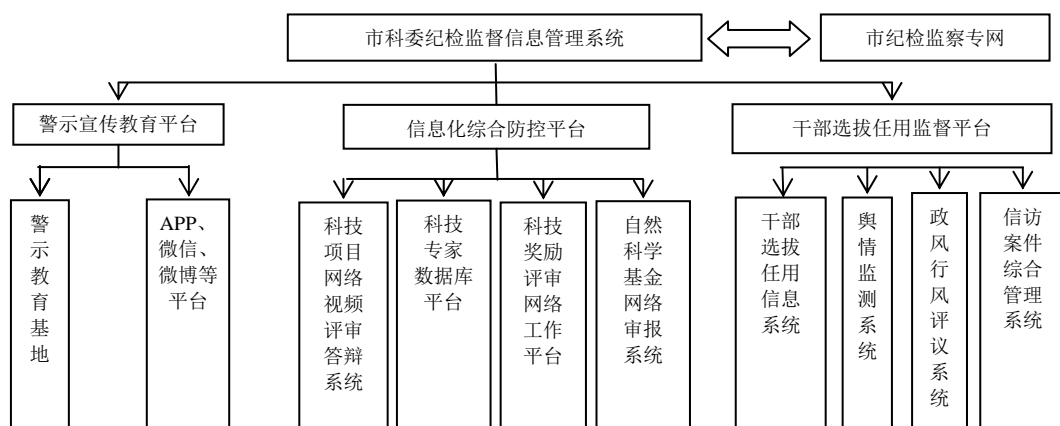 市科委纪检监督信息管理系统
市纪检监察专网
警示宣传教育平台
信息化综合防控平台
干部选拔任用监督平台
警
示
教
育
基
地
APP、
微信、
微博等
平台
科技
项目
网络
视频
评审
答辩
系统
科技
专家
数据库
平台
科技
奖励
评审
网络
工作
平台
自然
科学
基金
网络
审报
系统
干部
选拔
任用
信息
系统
舆
情
监
测
系
统
政
风
行
风
评
议
系
统
信访
案件
综合
管理
系统